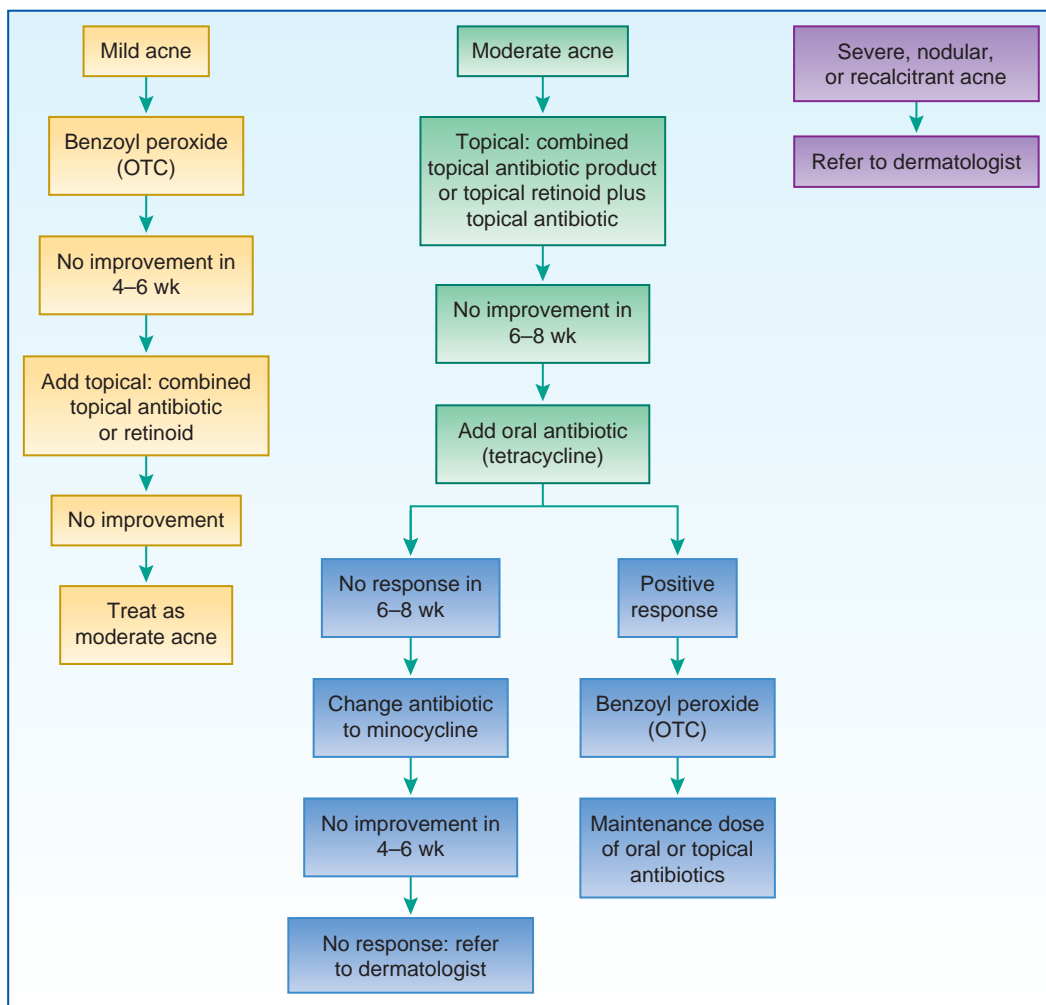 Mild acne
Benzoyl peroxide
(OTC)
No improvement in
4–6 wk
Add topical: combined
topical antibiotic
or retinoid
No improvement
Treat as
moderate acne
Moderate acne
Topical: combined
topical antibiotic product
or topical retinoid plus
topical antibiotic
No improvement in
6–8 wk
Add oral antibiotic
(tetracycline)
No response in
6–8 wk
Change antibiotic
to minocycline
No improvement in
4–6 wk
No response: refer
to dermatologist
Positive
response
Benzoyl peroxide
(OTC)
Maintenance dose
of oral or topical
antibiotics
Severe, nodular,
or recalcitrant acne
Refer to dermatologist